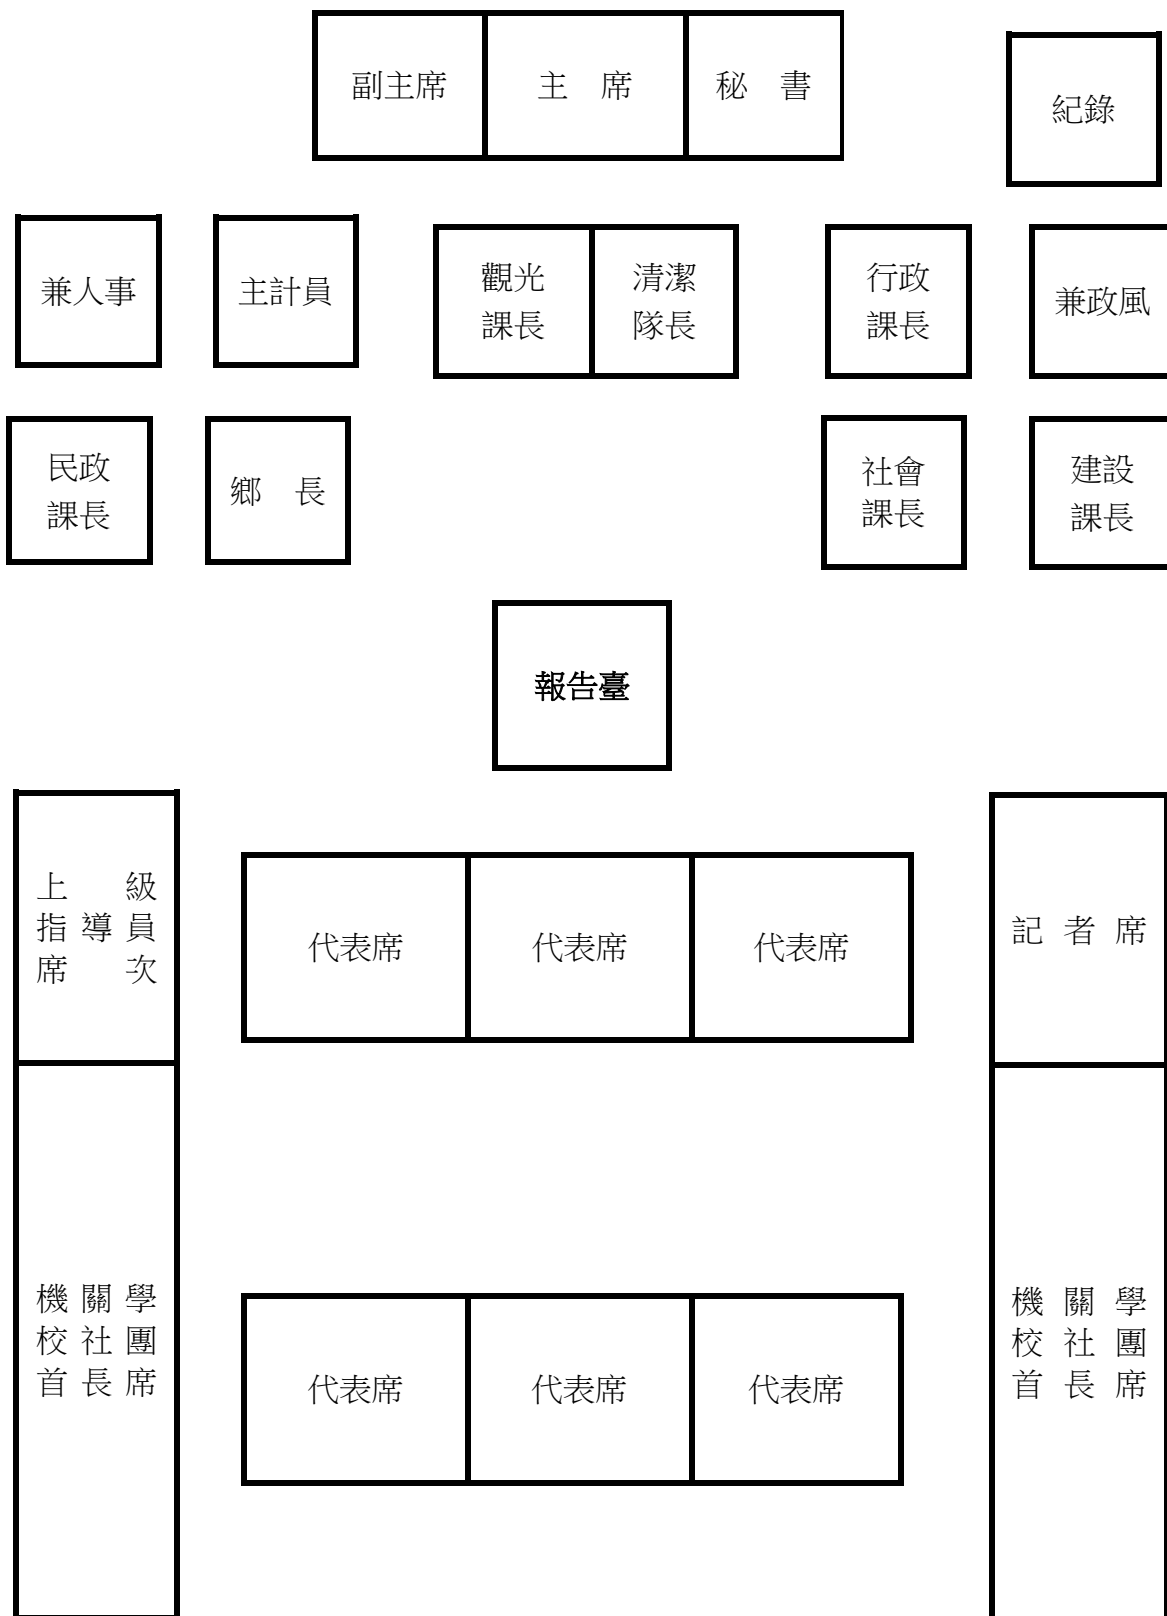 副主席
主　席
秘　書
紀錄
兼人事
主計員
觀光
課長
清潔
隊長
行政
課長
兼政風
民政
課長
鄉　長
社會
課長
建設
課長
報告臺
上　級
指導員
席　次
代表席
代表席
代表席
記者席
機關學
校社團
首長席
代表席
代表席
代表席
機關學
校社團
首長席